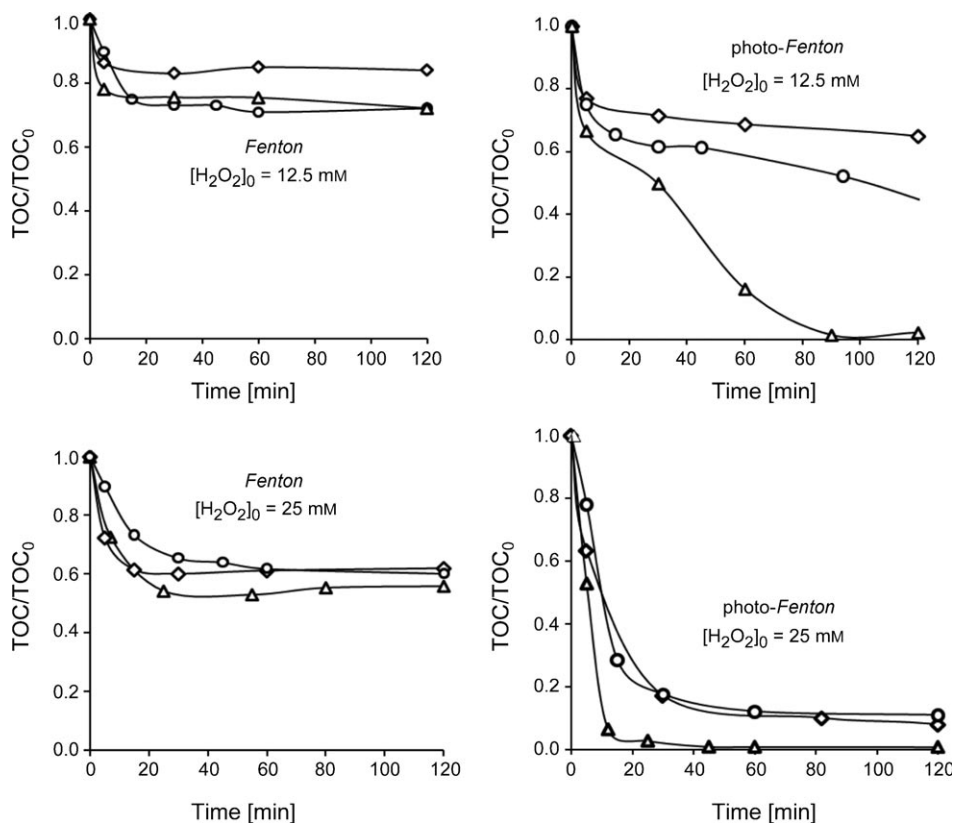 1.0
0.8
0.6
0.4
0.2
0.0
TOC/TOC₀
Fenton
[H₂O₂]₀ = 12.5 mM
0 20 40 60 80 100 120
Time [min]
1.0
0.8
0.6
0.4
0.2
0.0
TOC/TOC₀
photo-Fenton
[H₂O₂]₀ = 12.5 mM
0 20 40 60 80 100 120
Time [min]
1.0
0.8
0.6
0.4
0.2
0.0
TOC/TOC₀
Fenton
[H₂O₂]₀ = 25 mM
0 20 40 60 80 100 120
Time [min]
1.0
0.8
0.6
0.4
0.2
0.0
TOC/TOC₀
photo-Fenton
[H₂O₂]₀ = 25 mM
0 20 40 60 80 100 120
Time [min]